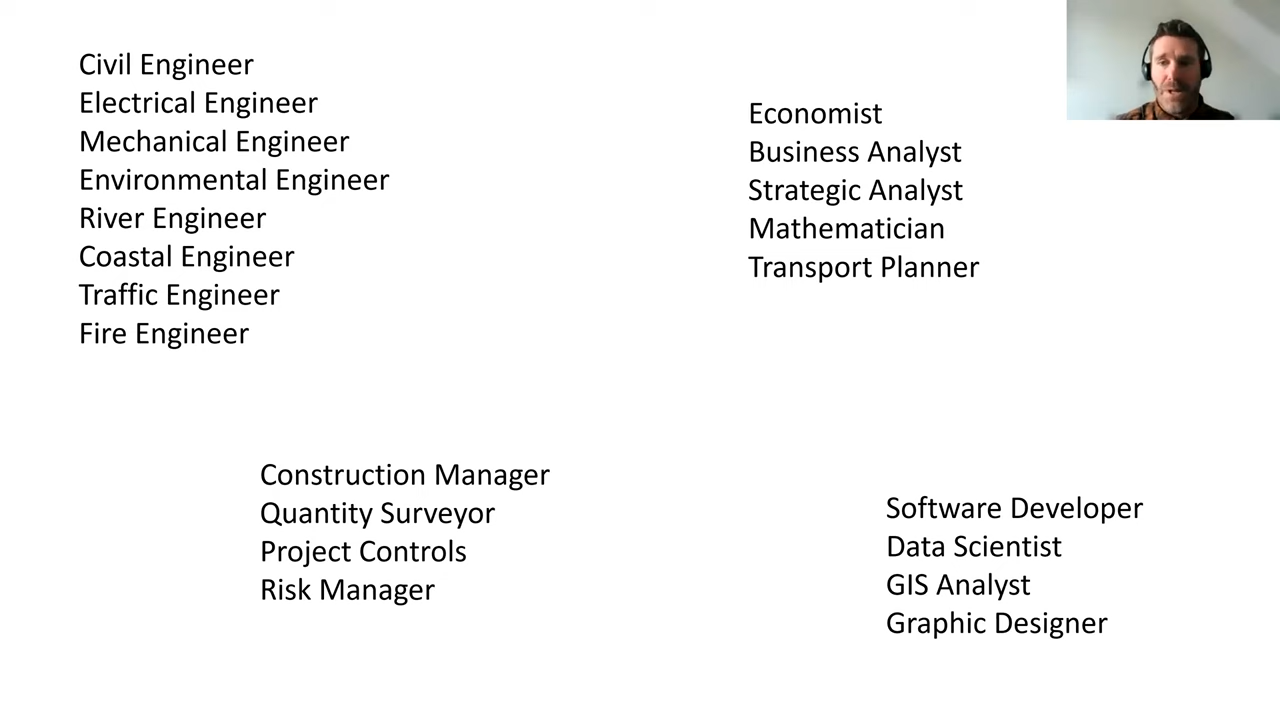 Civil Engineer
Electrical Engineer
Mechanical Engineer
Environmental Engineer
River Engineer
Coastal Engineer
Traffic Engineer
Fire Engineer
Economist
Business Analyst
Strategic Analyst
Mathematician
Transport Planner
Construction Manager
Quantity Surveyor
Project Controls
Risk Manager
Software Developer
Data Scientist
GIS Analyst
Graphic Designer